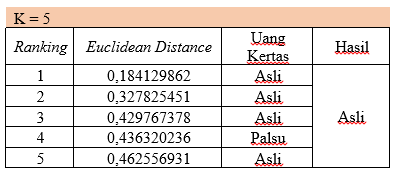 K = 5
Ranking Euclidean Distance Uang Kertas Hasil
1 0,184129862 Asli
2 0,327825451 Asli
3 0,429767378 Asli Asli
4 0,436320236 Palsu
5 0,462556931 Asli